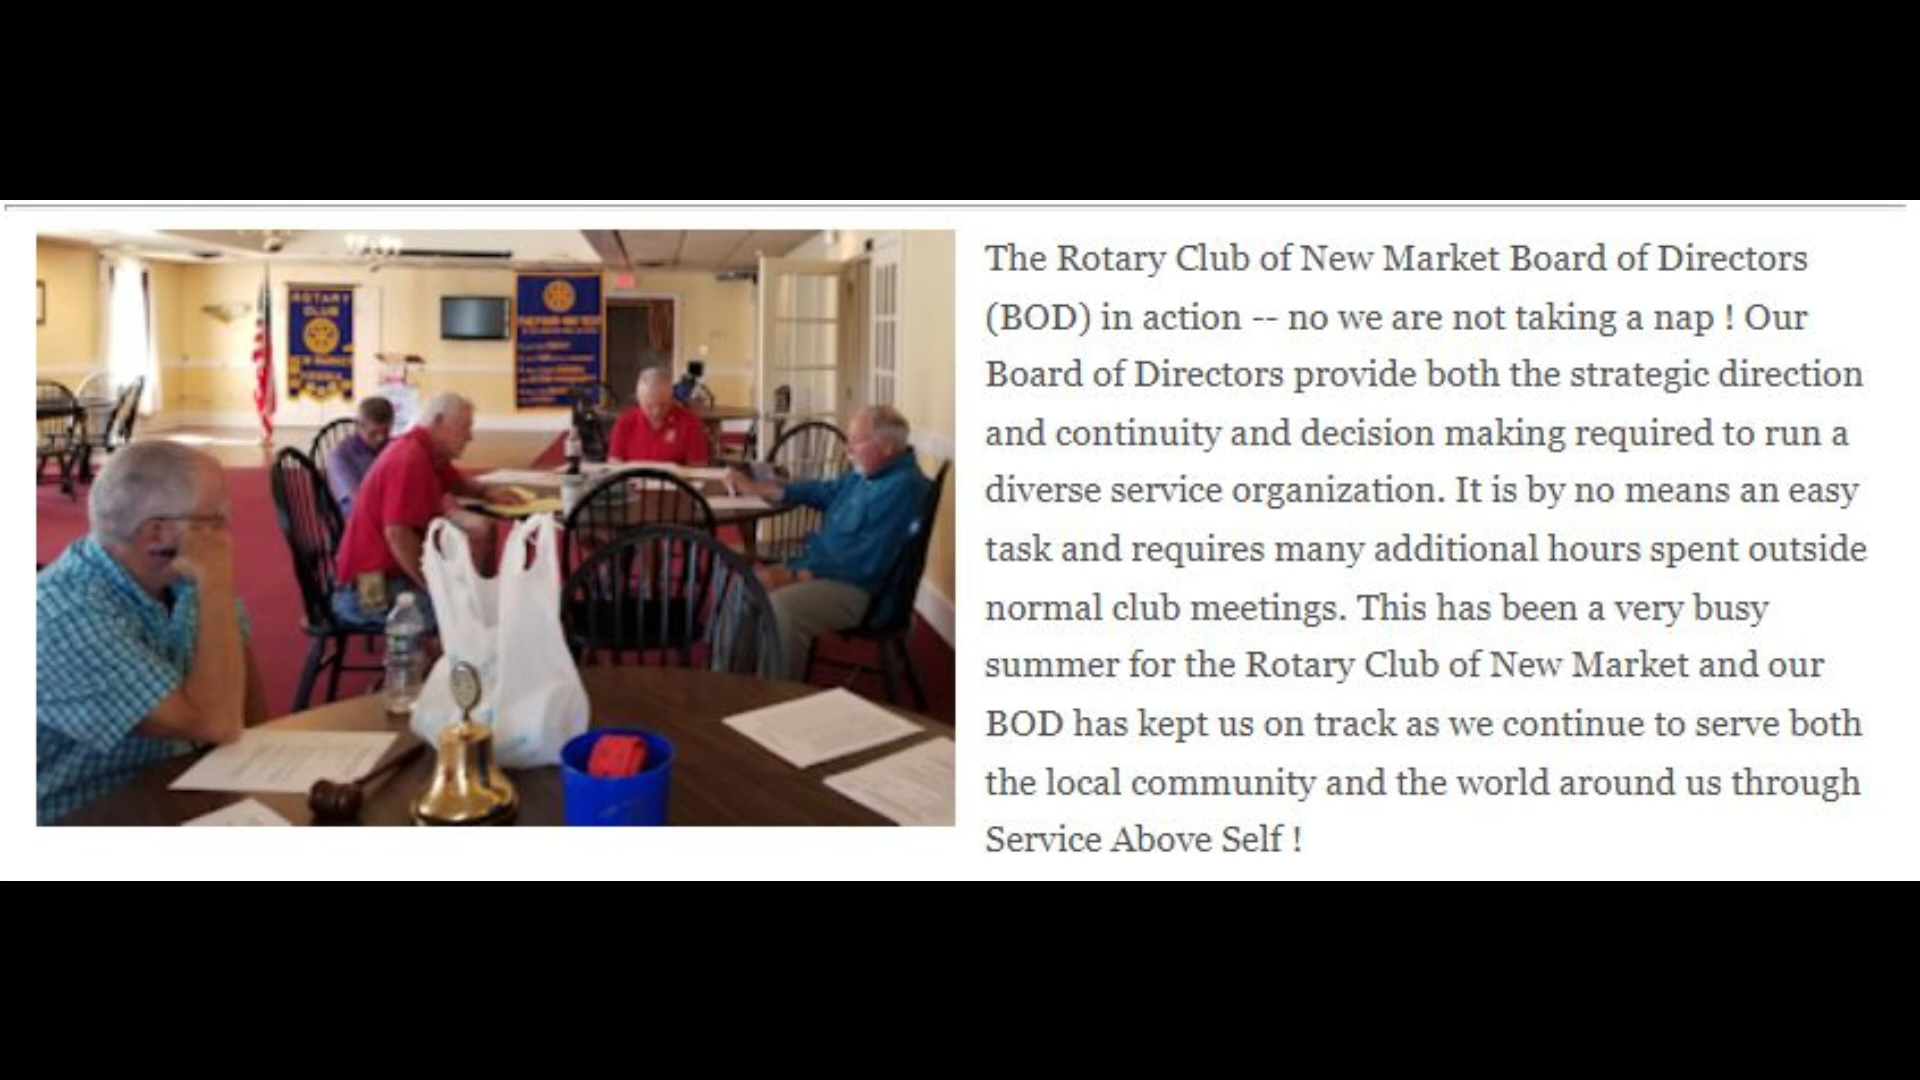 ROTARY
CLUB
NEW MARKET
The Rotary Club of New Market Board of Directors
(BOD) in action -- no we are not taking a nap ! Our
Board of Directors provide both the strategic direction
and continuity and decision making required to run a
diverse service organization. It is by no means an easy
task and requires many additional hours spent outside
normal club meetings. This has been a very busy
summer for the Rotary Club of New Market and our
BOD has kept us on track as we continue to serve both
the local community and the world around us through
Service Above Self !